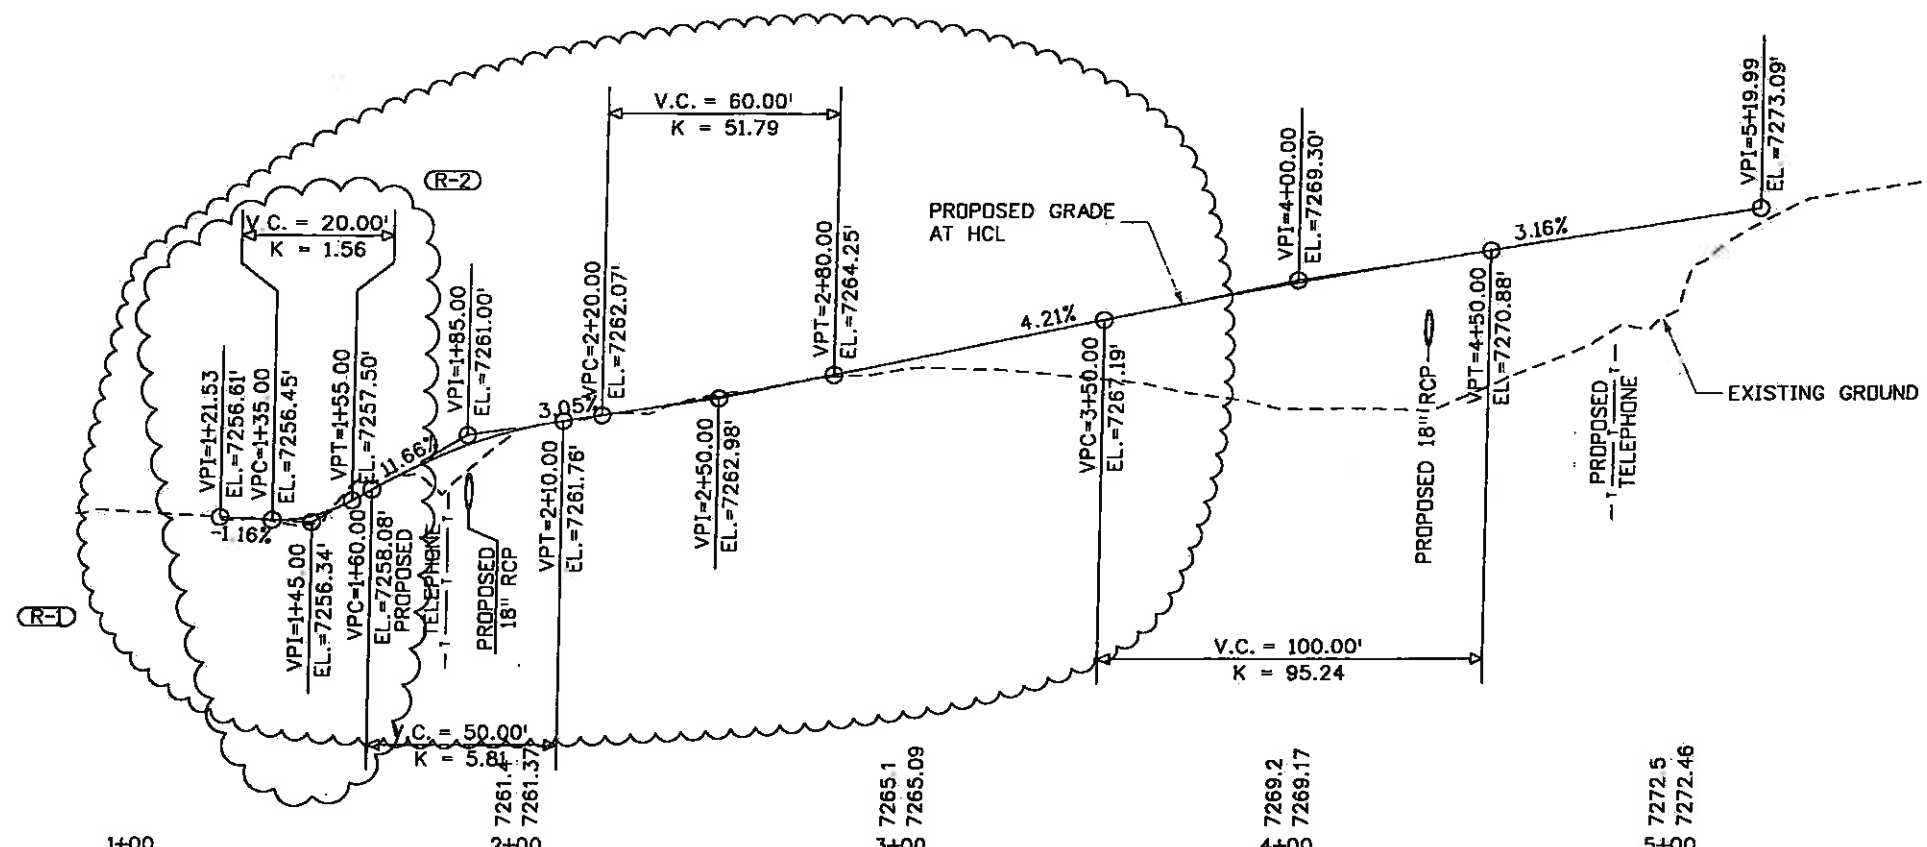 V.C. = 60.00'
K = 51.79
R-2
V.C. = 20.00'
K = 1.56
PROPOSED GRADE
AT HCL
VPI=5+19.99
EL.=7273.09'
VPI=4+00.00
EL.=7269.30'
3.16%
VPT=2+80.00
EL.=7264.25'
VPC=2+20.00
EL.=7262.07'
VPI=1+85.00
EL.=7261.00'
4.21%
VPI=1+21.53
EL.=7256.61'
VPC=1+35.00
EL.=7256.45'
VPT=1+55.00
EL.=7257.50'
3.05%
11.66%
-1.16%
VPC=3+50.00
EL.=7267.19'
PROPOSED 18" RCP
VPT=4+50.00
EL.=7270.88'
PROPOSED
T T T T
TELEPHONE
EXISTING GROUND
VPI=2+50.00
EL.=7262.98'
VPT=2+10.00
EL.=7261.76'
VPI=1+45.00
EL.=7256.34'
VPC=1+60.00
EL.=7258.08'
PROPOSED
TELEPHONE
T T T T
PROPOSED
18" RCP
R-1
V.C. = 100.00'
K = 95.24
V.C. = 50.00'
K = 5.81
7261.4
7261.37
7265.1
7265.09
7269.2
7269.17
7272.5
7272.46
1+00
2+00
3+00
4+00
5+00